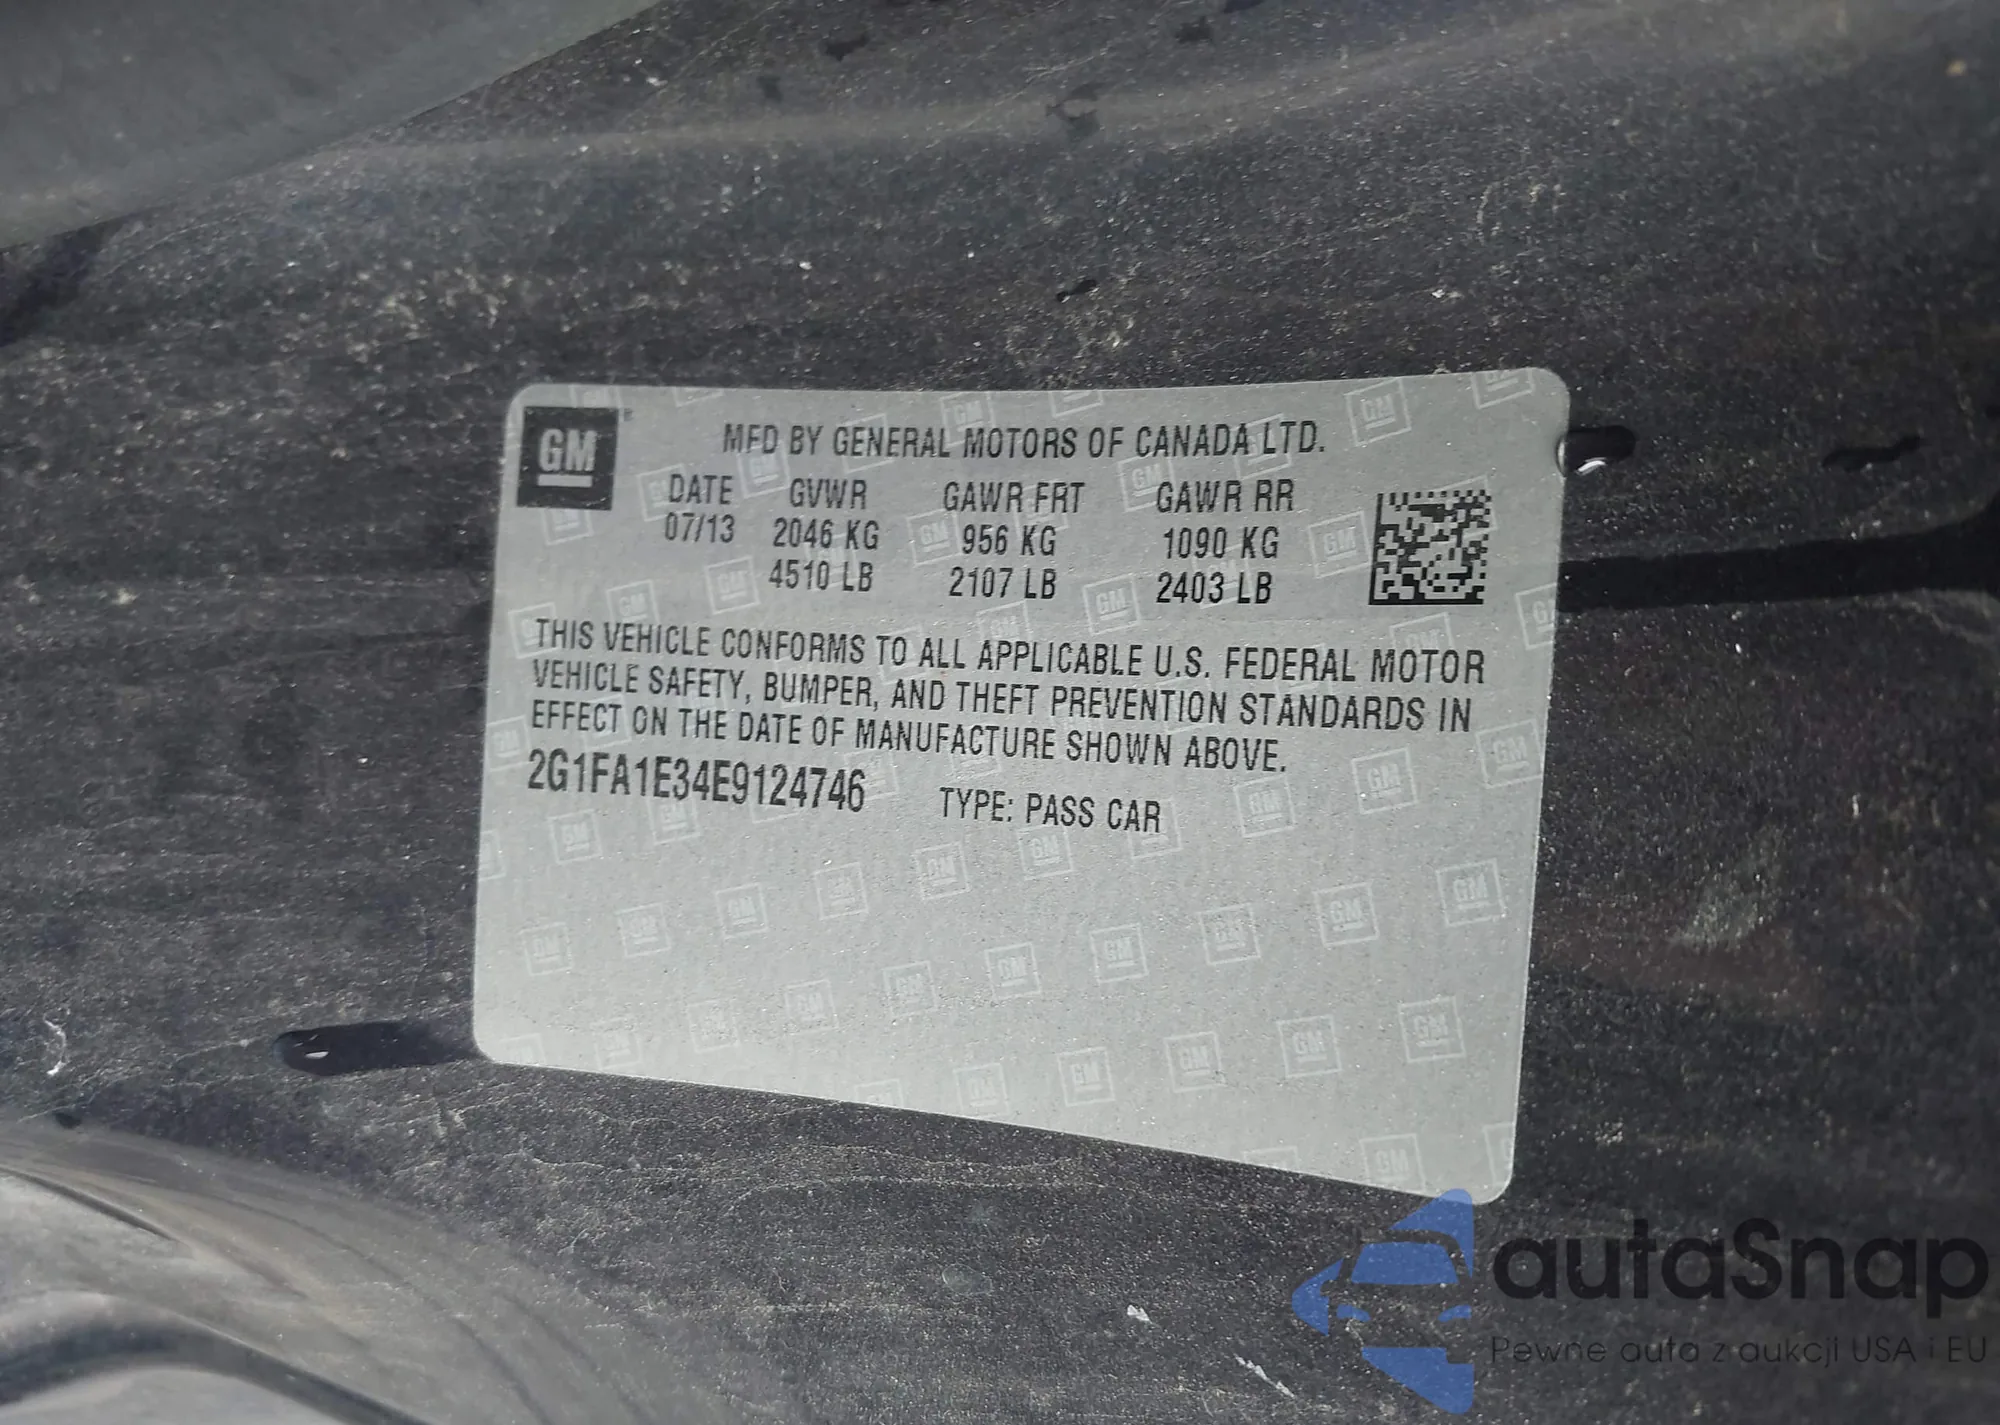 GM
MFD BY GENERAL MOTORS OF CANADA LTD.
DATE GVWR GAWR FRT GAWR RR
07/13 2046 KG 956 KG 1090 KG
4510 LB 2107 LB 2403 LB
THIS VEHICLE CONFORMS TO ALL APPLICABLE U.S. FEDERAL MOTOR
VEHICLE SAFETY, BUMPER, AND THEFT PREVENTION STANDARDS IN
EFFECT ON THE DATE OF MANUFACTURE SHOWN ABOVE.
2G1FA1E34E9124746 TYPE: PASS CAR
autaSnap
Pewne auta z aukcji USA i EU